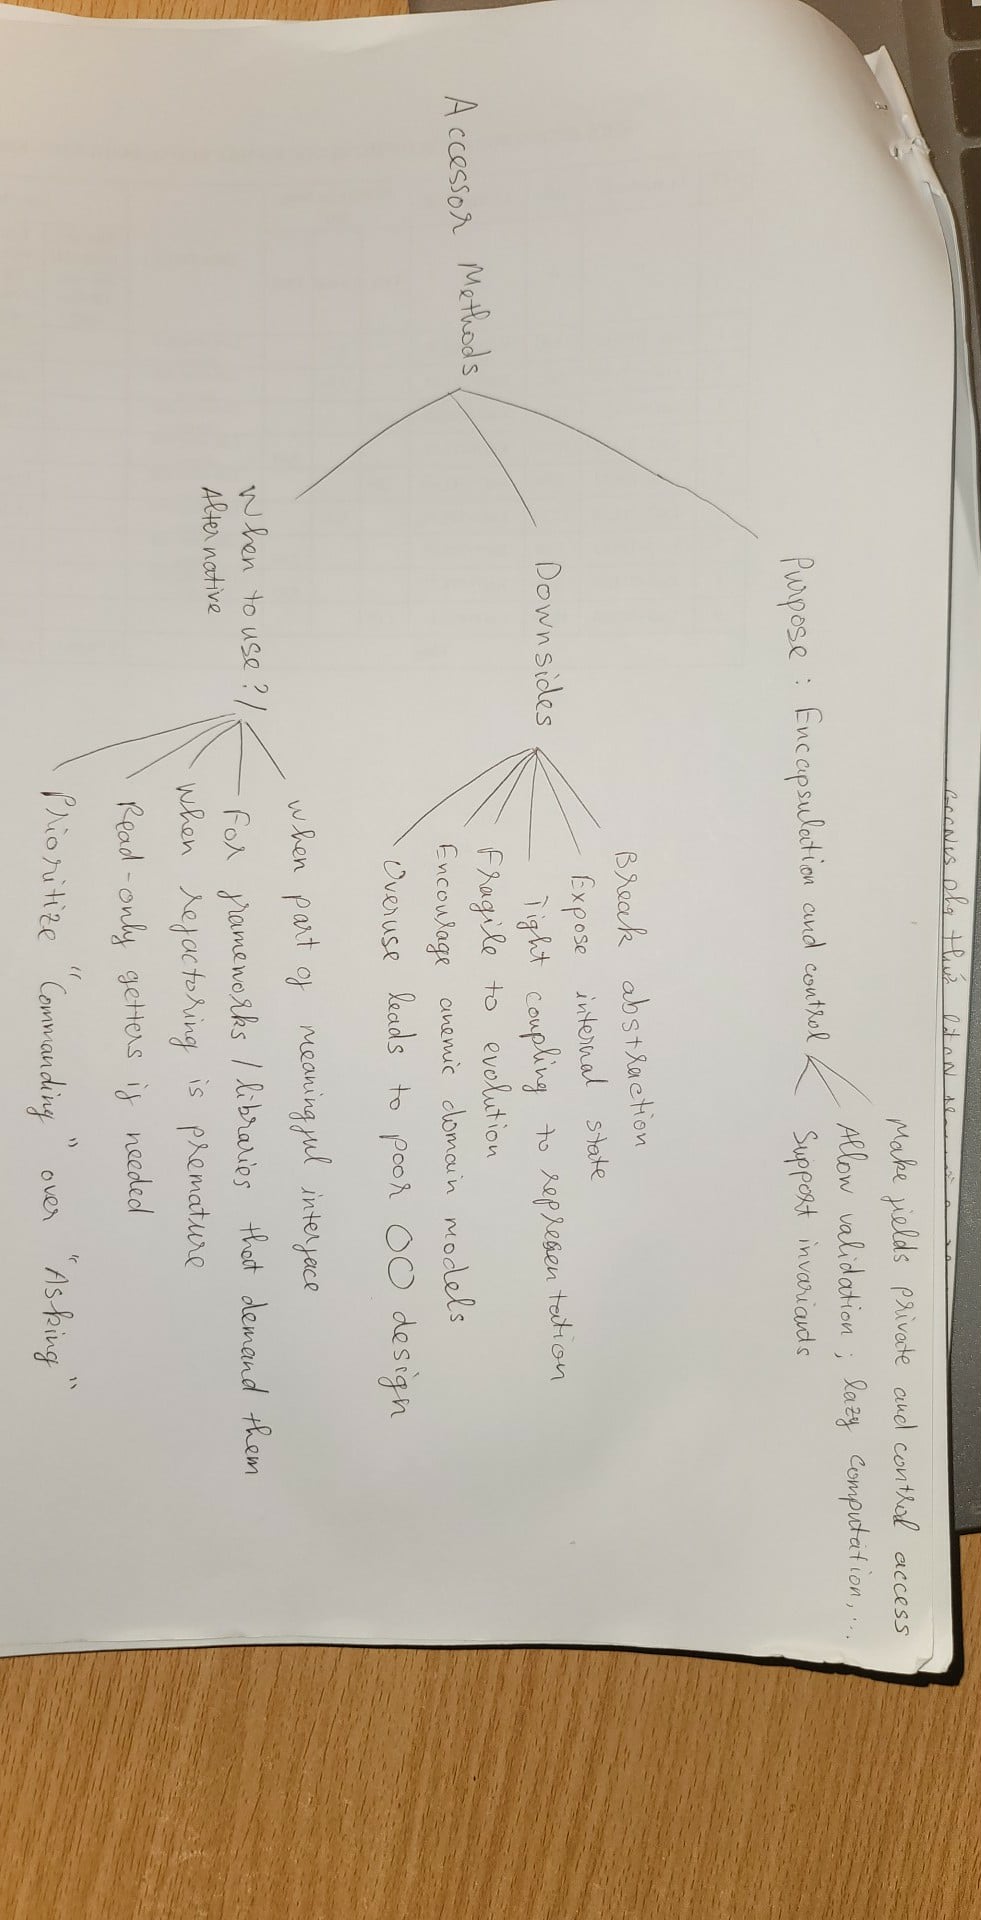 Make fields private and control access
Allow validation ; lazy computation, ...
Purpose : Encapsulation and control
Support invariants
Break abstraction
Expose internal state
Downsides
Tight coupling to representation
Fragile to evolution
Accessor Methods
Encourage anemic domain models
Overuse leads to poor OO design
When part of meaningful interface
When to use ? /
Alternative
For frameworks / libraries that demand them
When refactoring is premature
Read-only getters if needed
Prioritize "Commanding" over "Asking"